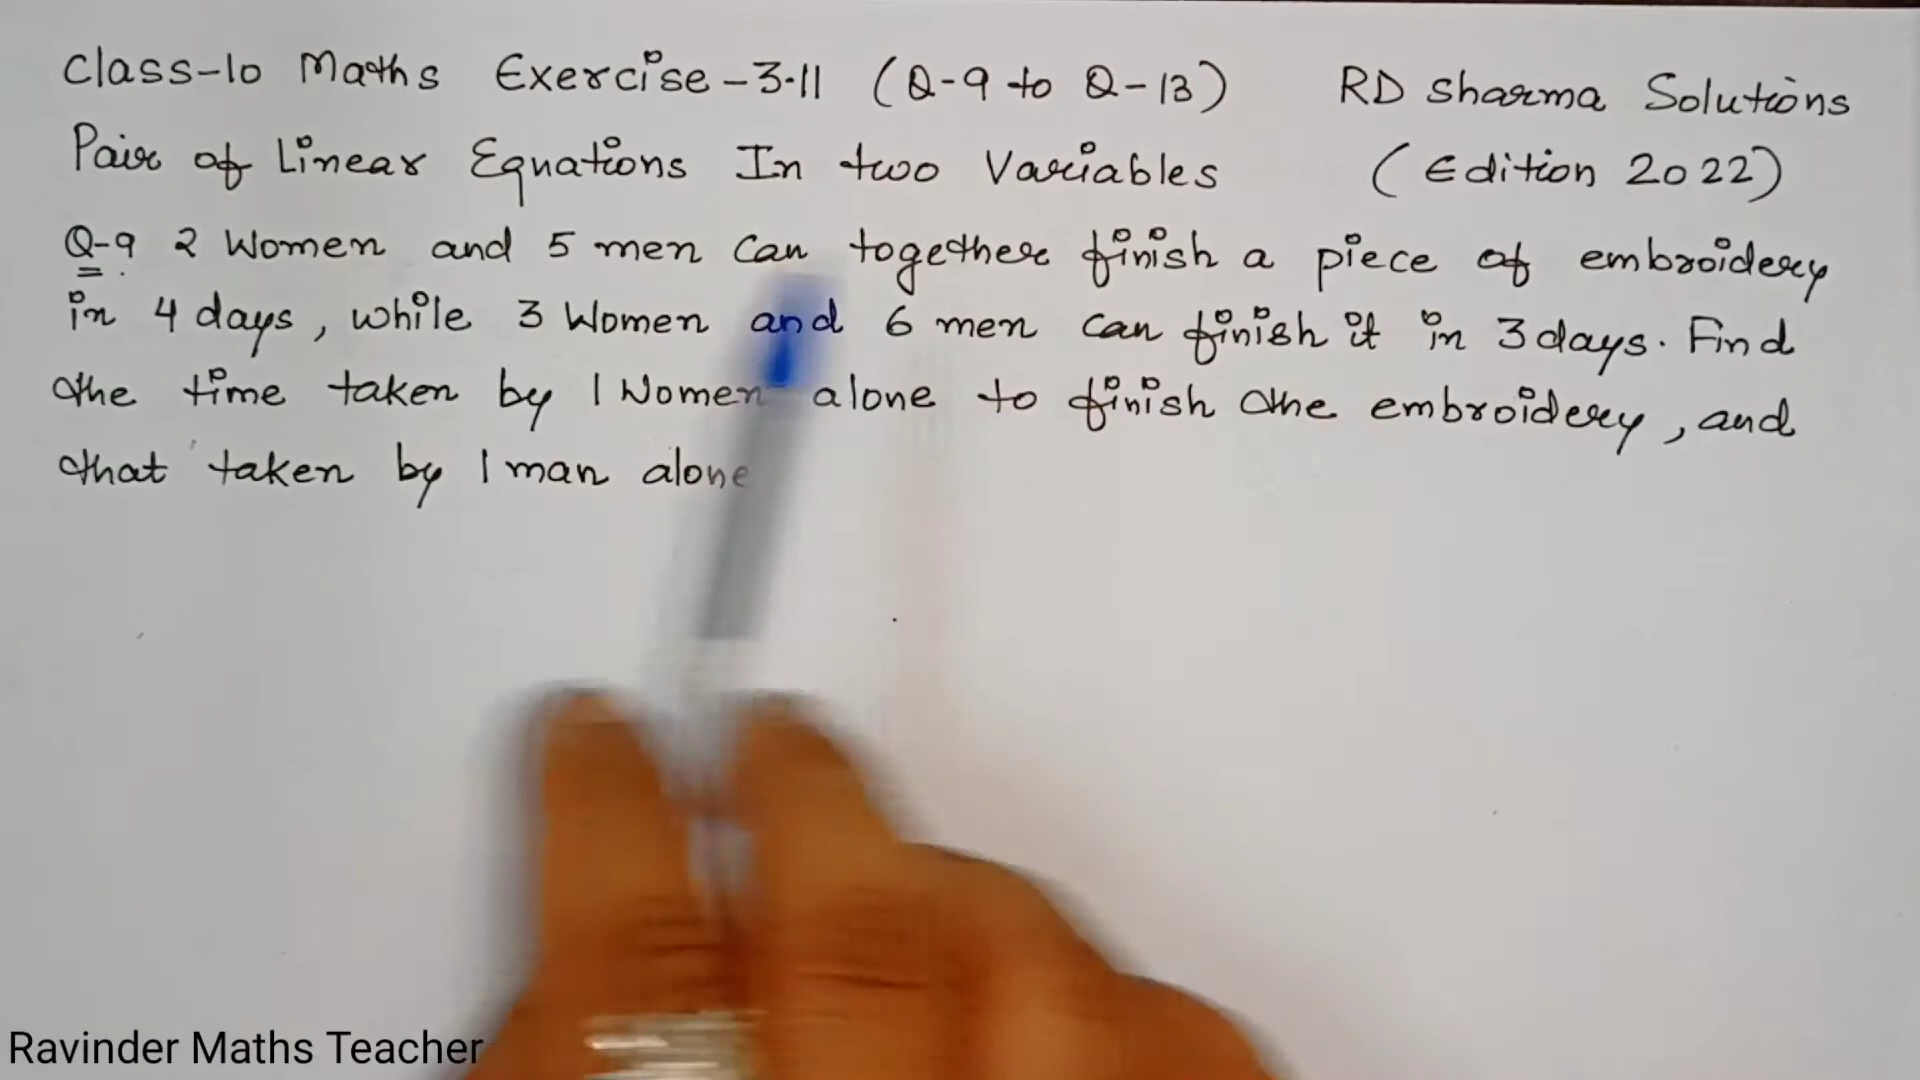 Class-10 Maths Exercise-3.11 (Q-9 to Q-13) RD Sharma Solutions
Pair of Linear Equations In two Variables (Edition 2022)
Q-9 2 Women and 5 men can together finish a piece of embroidery
in 4 days, while 3 Women and 6 men can finish it in 3 days. Find
the time taken by 1 Women alone to finish the embroidery, and
that taken by 1 man alone
Ravinder Maths Teacher